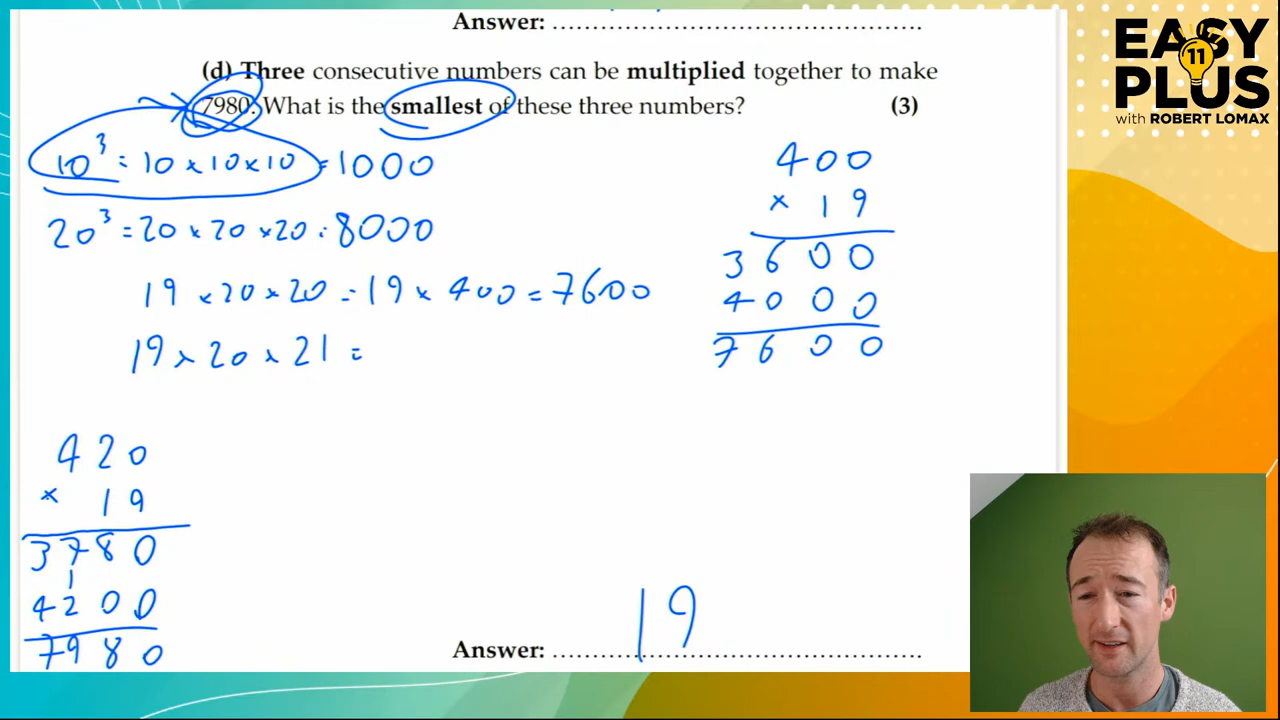 Answer: ........................................
EASY
11
PLUS
with ROBERT LOMAX
(d) Three consecutive numbers can be multiplied together to make
7980. What is the smallest of these three numbers? (3)
10³ = 10 × 10 × 10 = 1000
20³ = 20 × 20 × 20 = 8000
19 × 20 × 20 = 19 × 400 = 7600
19 × 20 × 21 =
400
× 19
3600
4000
7600
420
× 19
3780
1
4200
7980
19
Answer: ........................................